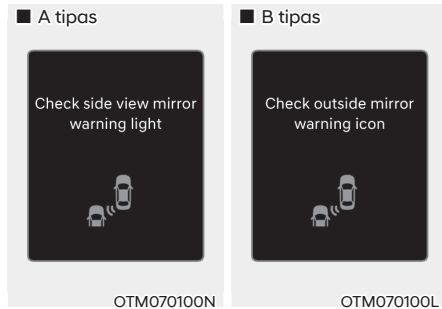 ■ A tipas
Check side view mirror
warning light
OTM070100N
■ B tipas
Check outside mirror
warning icon
OTM070100L